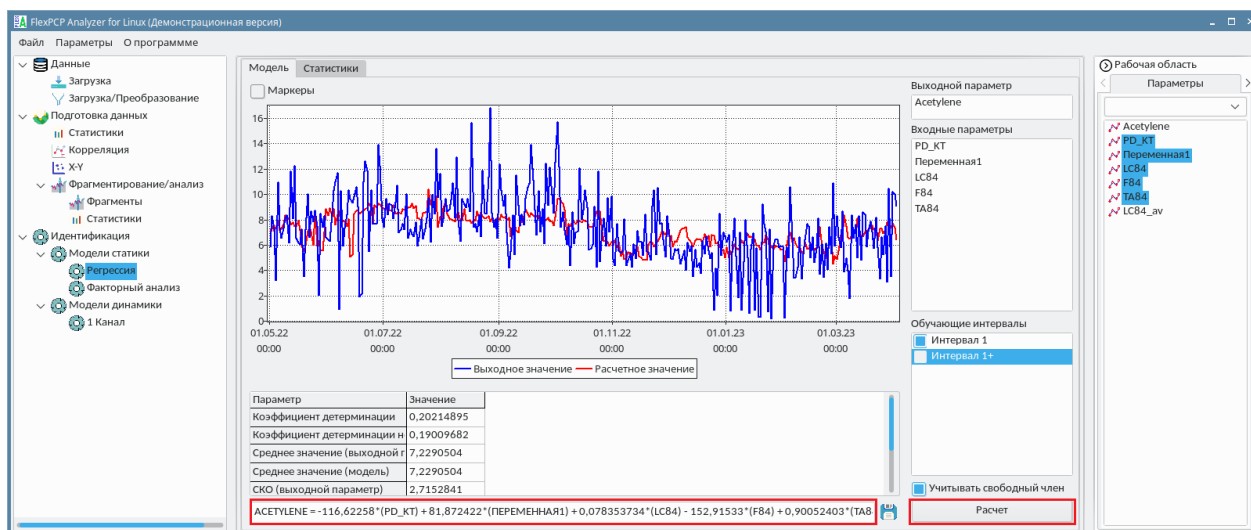 FlexPCP Analyzer for Linux (Демонстрационная версия)
Файл Параметры О программме
Данные
Загрузка
Загрузка/Преобразование
Подготовка данных
Статистики
Корреляция
X-Y
Фрагментирование/анализ
Фрагменты
Статистики
Идентификация
Модели статики
Регрессия
Факторный анализ
Модели динамики
1 Канал
Модель Статистики
Маркеры
16
14
12
10
8
6
4
2
0
01.05.22 01.07.22 01.09.22 01.11.22 01.01.23 01.03.23
00:00 00:00 00:00 00:00 00:00 00:00
Выходное значение Расчетное значение
Параметр Значение
Коэффициент детерминации 0,20214895
Коэффициент детерминации н 0,19009682
Среднее значение (выходной г 7,2290504
Среднее значение (модель) 7,2290504
СКО (выходной параметр) 2,7152841
ACETYLENE = -116,62258*(PD_KT) + 81,872422*(ПЕРЕМЕННАЯ1) + 0,078353734*(LC84) - 152,91533*(F84) + 0,90052403*(TA8
Выходной параметр
Acetylene
Входные параметры
PD_KT
Переменная1
LC84
F84
TA84
Обучающие интервалы
Интервал 1
Интервал 1+
Учитывать свободный член
Расчет
Рабочая область
Параметры
Acetylene
PD_KT
Переменная1
LC84
F84
TA84
LC84_av